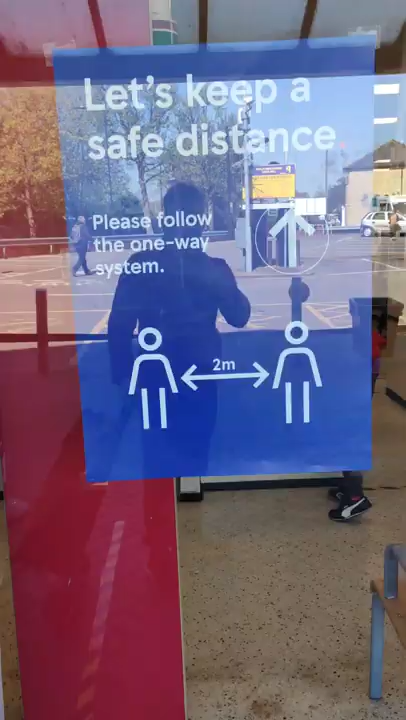 Let's keep a
safe distance
Please follow
the one-way
system.
2m